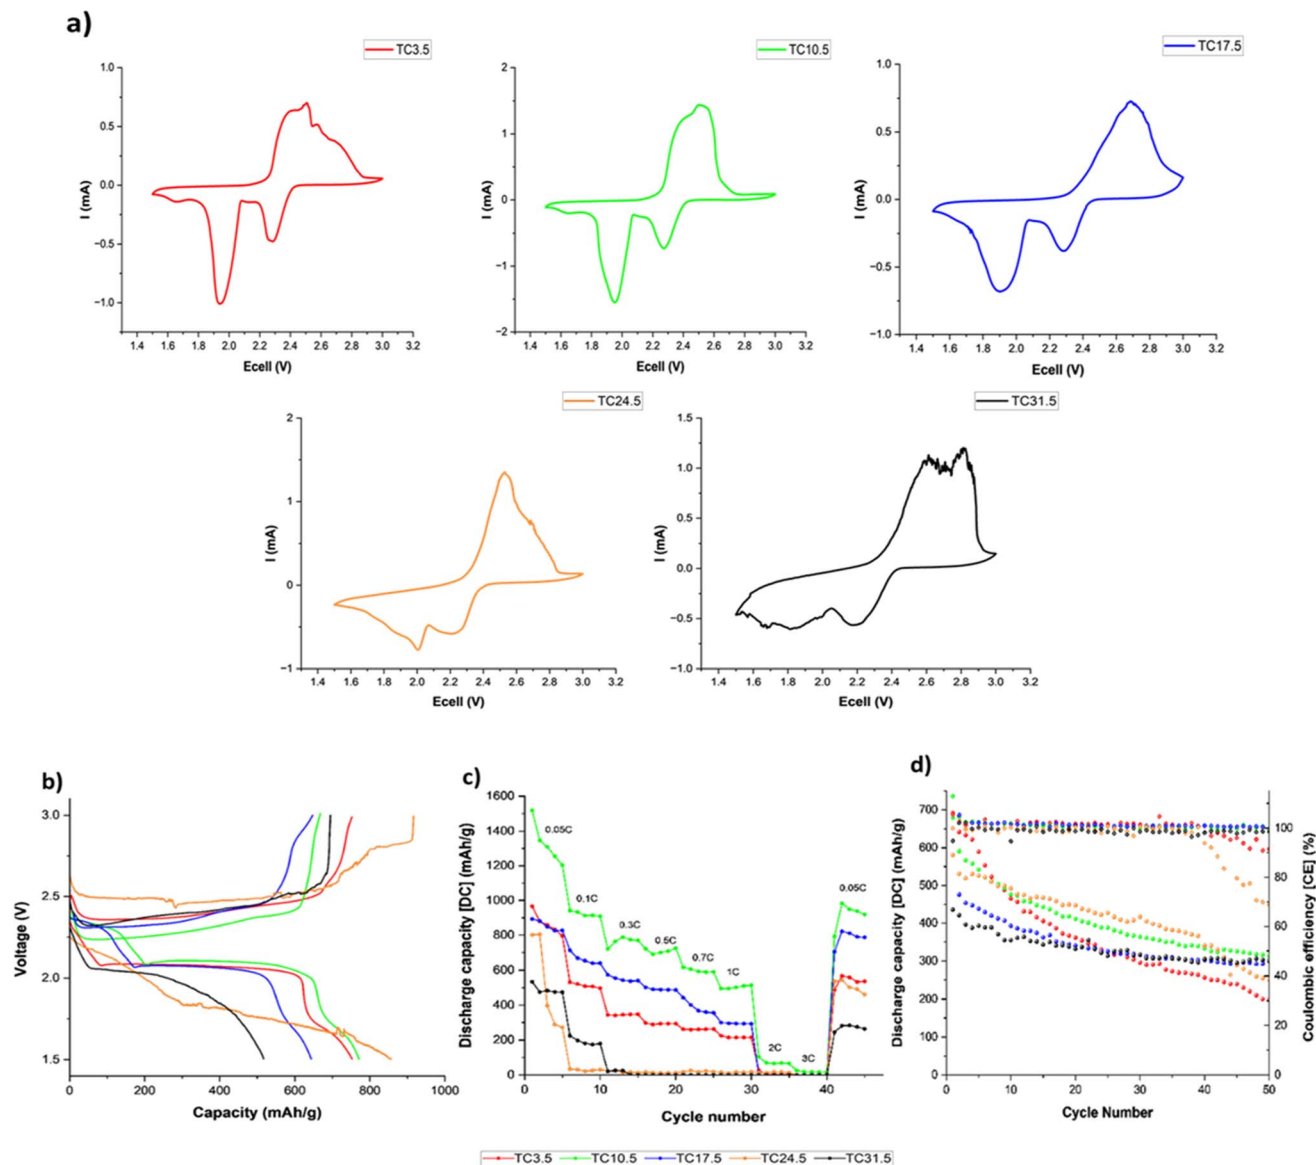 a)
TC3.5
TC10.5
TC17.5
1.0
0.5
0.0
−0.5
−1.0
I (mA)
1.4 1.6 1.8 2.0 2.2 2.4 2.6 2.8 3.0 3.2
Ecell (V)
2
1
0
−1
−2
I (mA)
1.4 1.6 1.8 2.0 2.2 2.4 2.6 2.8 3.0 3.2
Ecell (V)
1.0
0.5
0.0
−0.5
−1.0
I (mA)
1.4 1.6 1.8 2.0 2.2 2.4 2.6 2.8 3.0 3.2
Ecell (V)
TC24.5
TC31.5
2
1
0
−1
I (mA)
1.4 1.6 1.8 2.0 2.2 2.4 2.6 2.8 3.0 3.2
Ecell (V)
1.5
1.0
0.5
0.0
−0.5
−1.0
I (mA)
1.4 1.6 1.8 2.0 2.2 2.4 2.6 2.8 3.0 3.2
Ecell (V)
b)
3.0
2.5
2.0
1.5
Voltage (V)
0 200 400 600 800 1000
Capacity (mAh/g)
c)
1600
1400
1200
1000
800
600
400
200
0
Discharge capacity [DC] (mAh/g)
0.05C
0.1C
0.3C
0.5C
0.7C
1C
2C
3C
0.05C
0 10 20 30 40
Cycle number
d)
700
600
500
400
300
200
100
0
Discharge capacity [DC] (mAh/g)
100
80
60
40
20
0
Coulombic efficiency [CE] (%)
0 10 20 30 40 50
Cycle Number
TC3.5 TC10.5 TC17.5 TC24.5 TC31.5